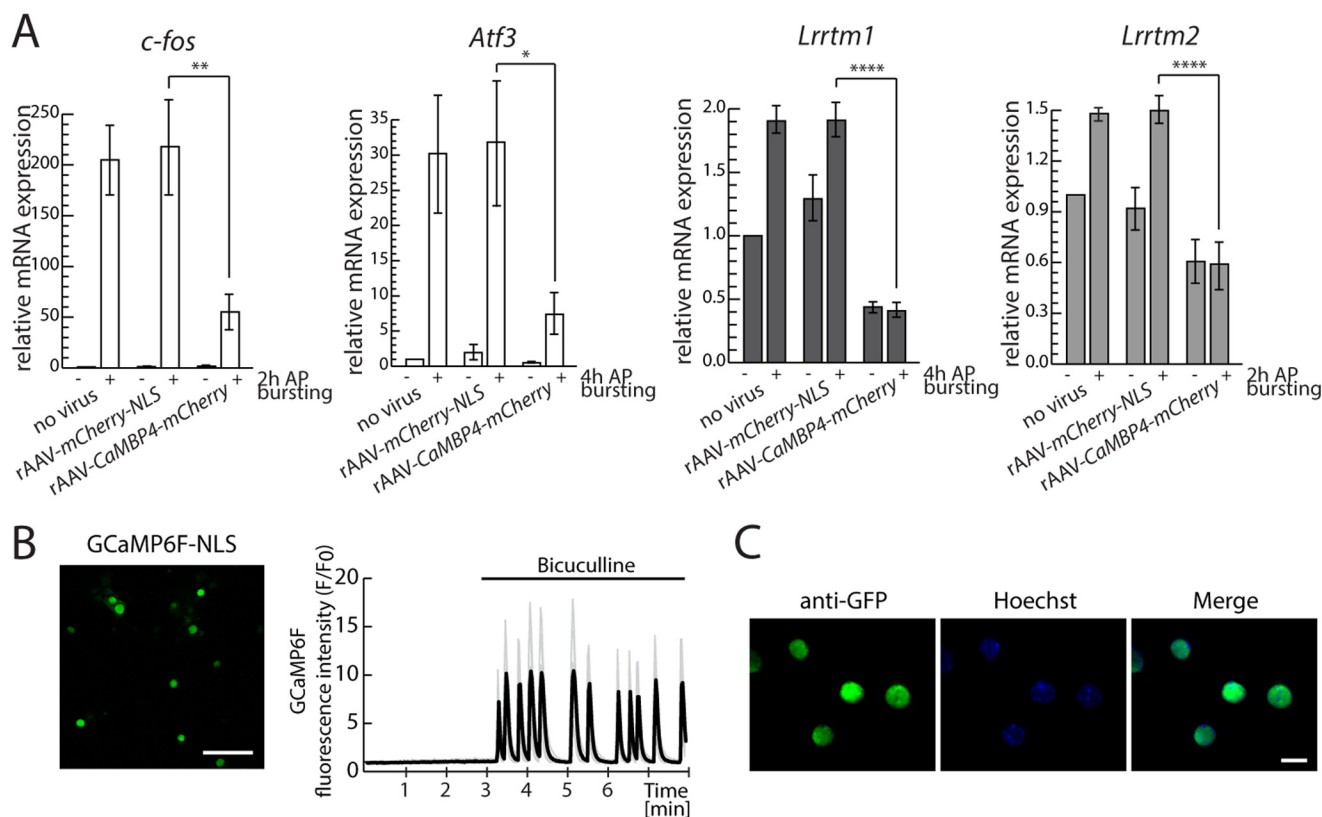 A
c-fos
**
relative mRNA expression
250
200
150
100
50
0
- + - + - +
2h AP
bursting
no virus
rAAV-mCherry-NLS
rAAV-CaMBP4-mCherry
Atf3
*
relative mRNA expression
35
30
25
20
15
10
5
0
- + - + - +
4h AP
bursting
no virus
rAAV-mCherry-NLS
rAAV-CaMBP4-mCherry
Lrrtm1
****
relative mRNA expression
2.0
1.5
1.0
0.5
0.0
- + - + - +
4h AP
bursting
no virus
rAAV-mCherry-NLS
rAAV-CaMBP4-mCherry
Lrrtm2
****
relative mRNA expression
1.5
1.2
0.9
0.6
0.3
0.0
- + - + - +
2h AP
bursting
no virus
rAAV-mCherry-NLS
rAAV-CaMBP4-mCherry
B
GCaMP6F-NLS
Bicuculline
GCaMP6F
fluorescence intensity (F/F0)
20
15
10
5
0
1 2 3 4 5 6 Time
[min]
C
anti-GFP Hoechst Merge